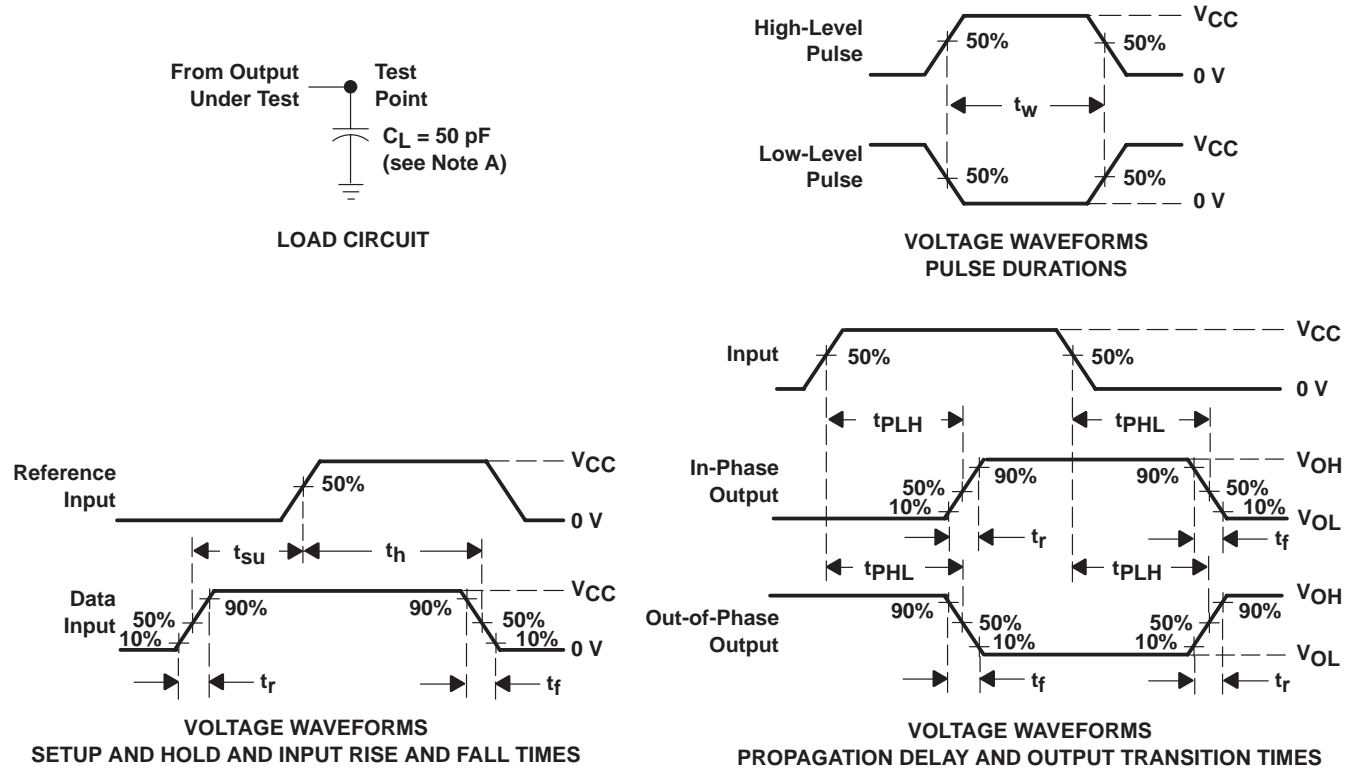 From Output
Under Test
Test
Point
CL = 50 pF
(see Note A)
LOAD CIRCUIT
High-Level
Pulse
50%
50%
VCC
0 V
tw
Low-Level
Pulse
50%
50%
VCC
0 V
VOLTAGE WAVEFORMS
PULSE DURATIONS
Reference
Input
50%
VCC
0 V
tsu
th
Data
Input
50%
10%
90%
90%
50%
10%
VCC
0 V
tr
tf
VOLTAGE WAVEFORMS
SETUP AND HOLD AND INPUT RISE AND FALL TIMES
Input
50%
50%
VCC
0 V
tPLH
tPHL
In-Phase
Output
50%
10%
90%
90%
50%
10%
VOH
VOL
tr
tf
tPHL
tPLH
Out-of-Phase
Output
90%
50%
10%
50%
10%
90%
VOH
VOL
tf
tr
VOLTAGE WAVEFORMS
PROPAGATION DELAY AND OUTPUT TRANSITION TIMES